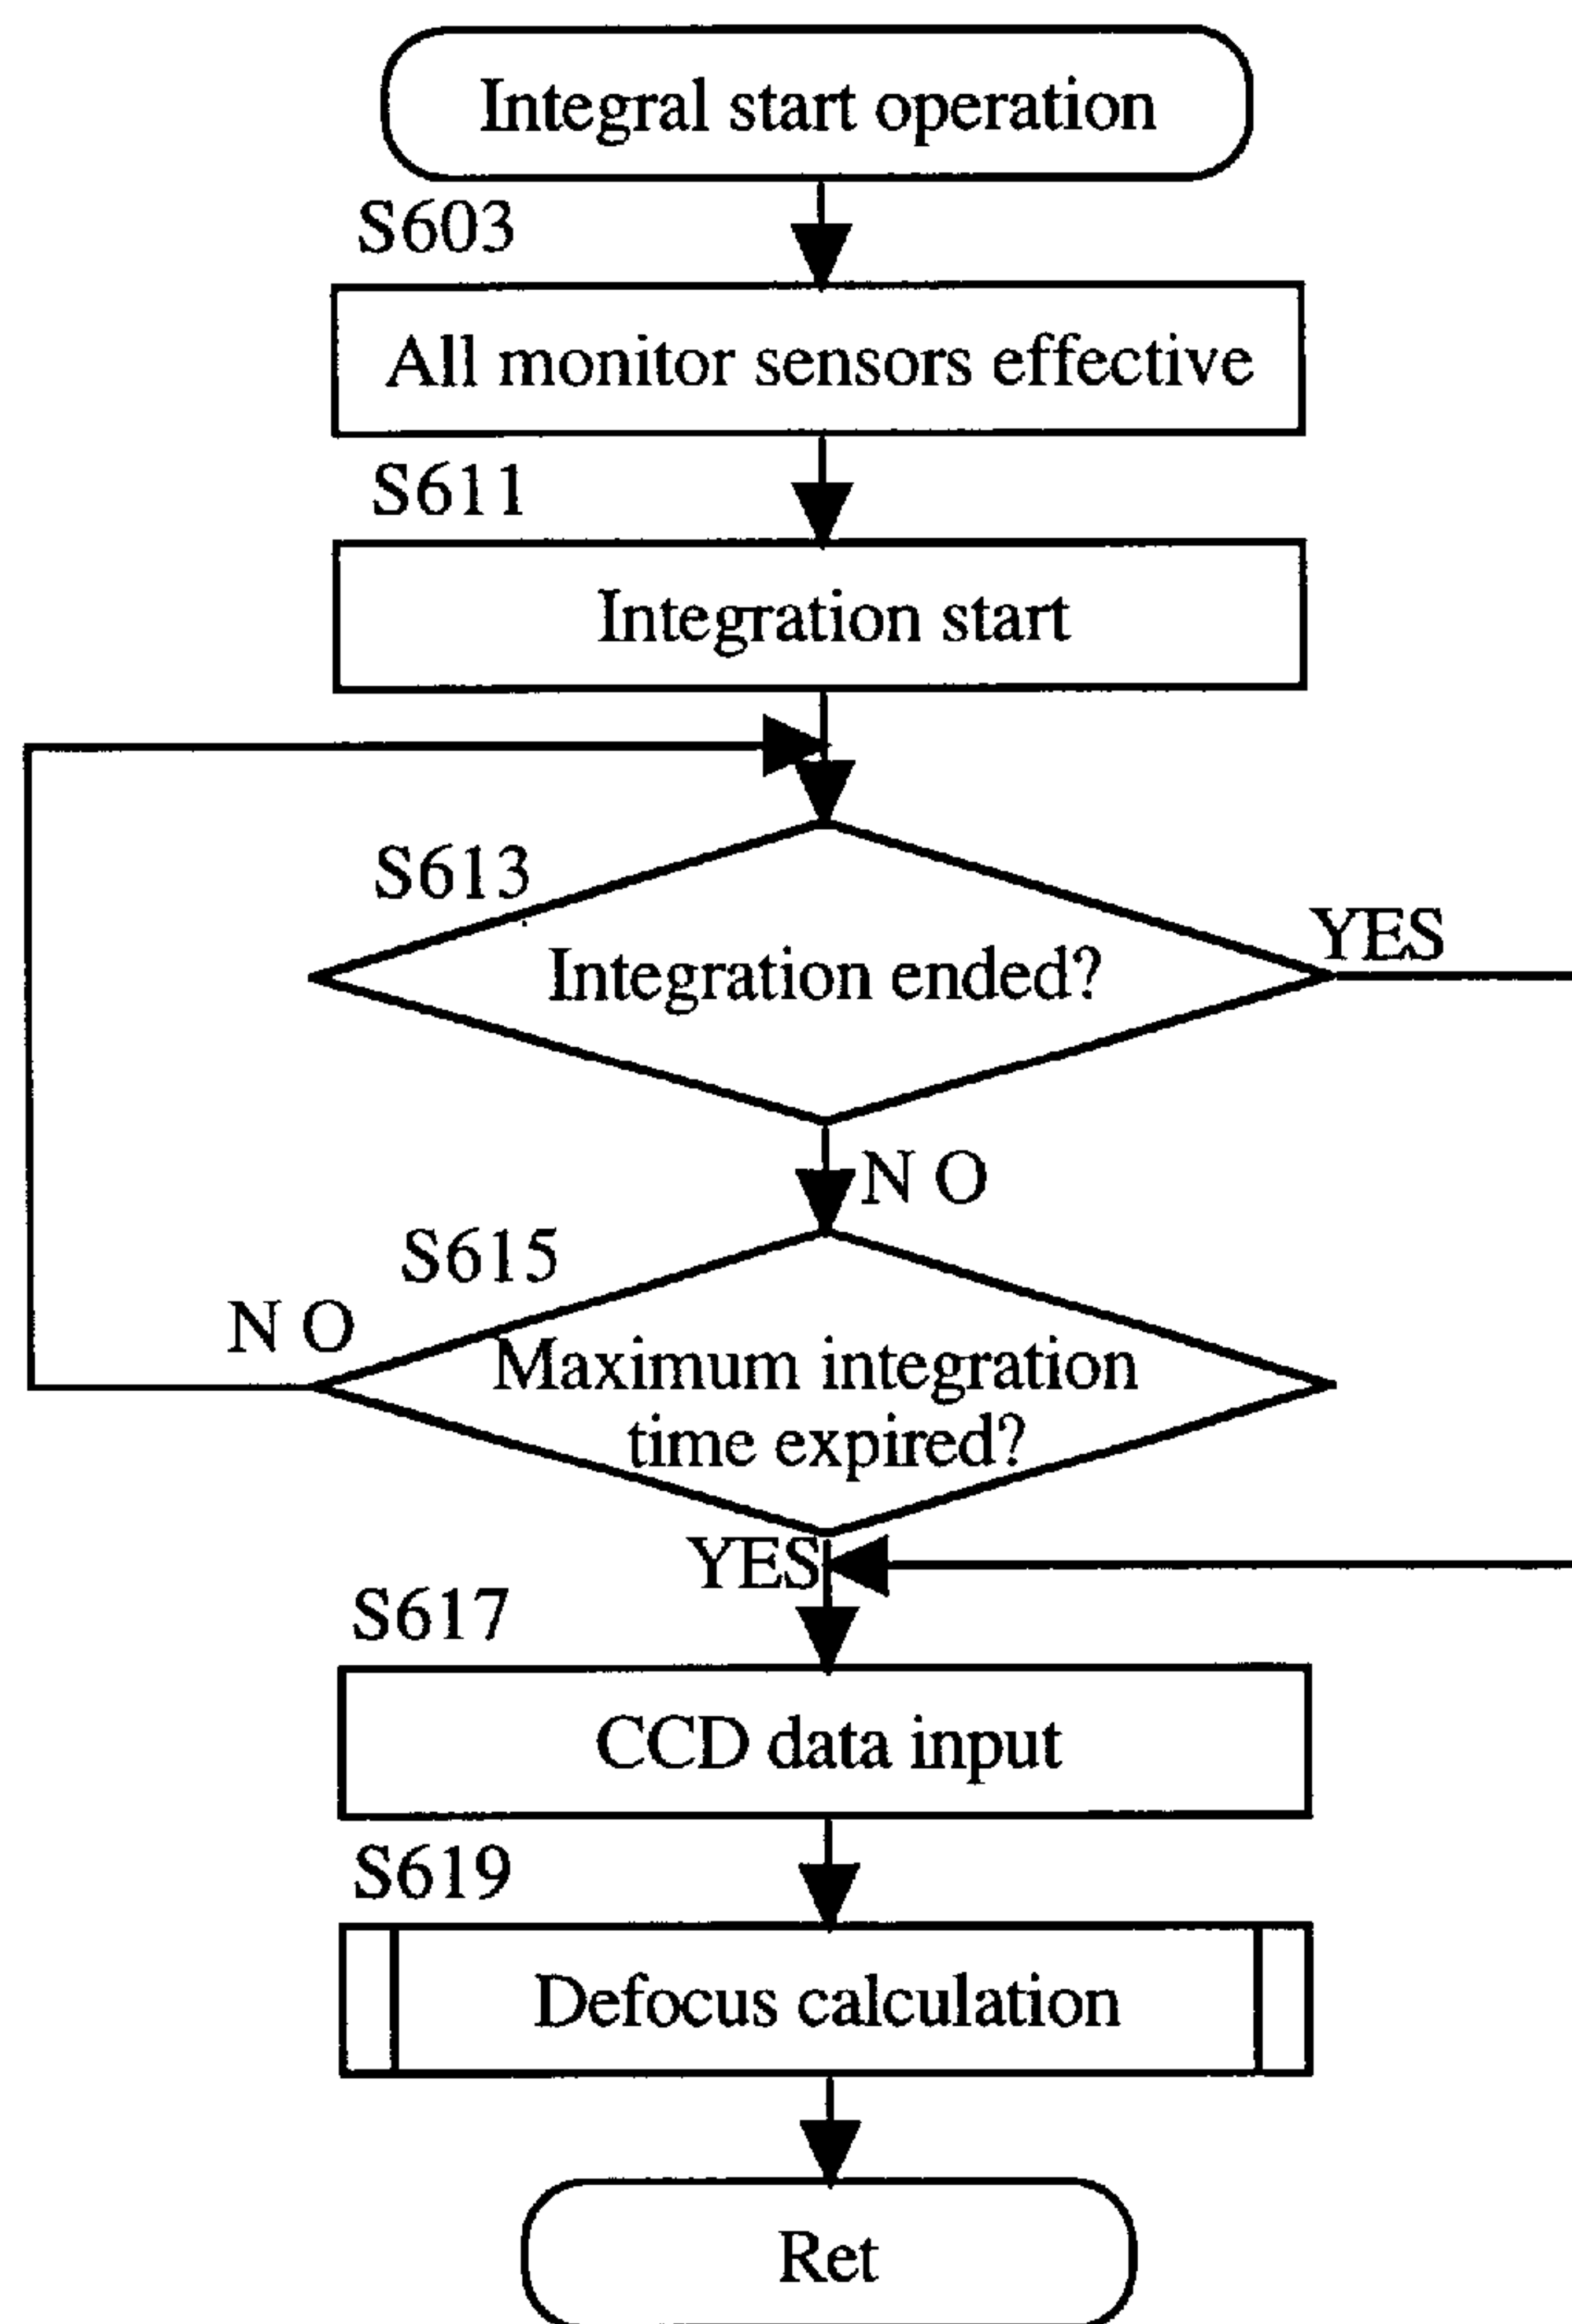 Integral start operation
S603
All monitor sensors effective
S611
Integration start
S613
Integration ended?
YES
N O
S615
N O
Maximum integration
time expired?
YES
S617
CCD data input
S619
Defocus calculation
Ret